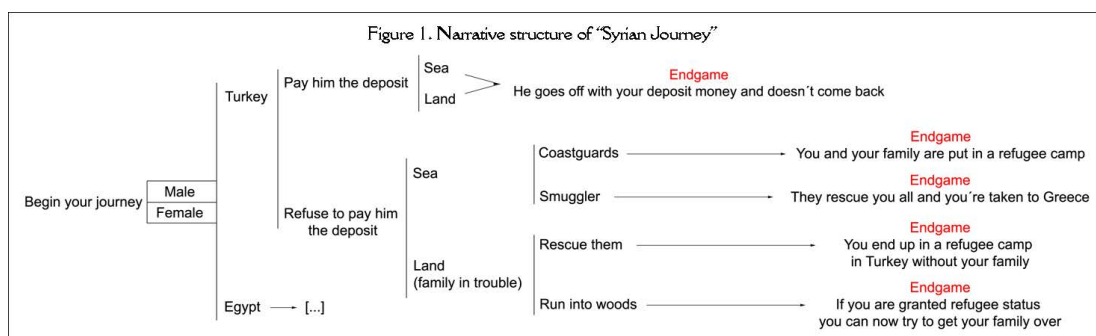 Figure 1. Narrative structure of “Syrian Journey”
Begin your journey
Male
Female
Turkey
Pay him the deposit
Sea
Land
Endgame
He goes off with your deposit money and doesn´t come back
Refuse to pay him
the deposit
Sea
Coastguards
Endgame
You and your family are put in a refugee camp
Smuggler
Endgame
They rescue you all and you´re taken to Greece
Land
(family in trouble)
Rescue them
Endgame
You end up in a refugee camp
in Turkey without your family
Run into woods
Endgame
If you are granted refugee status
you can now try to get your family over
Egypt
[...]